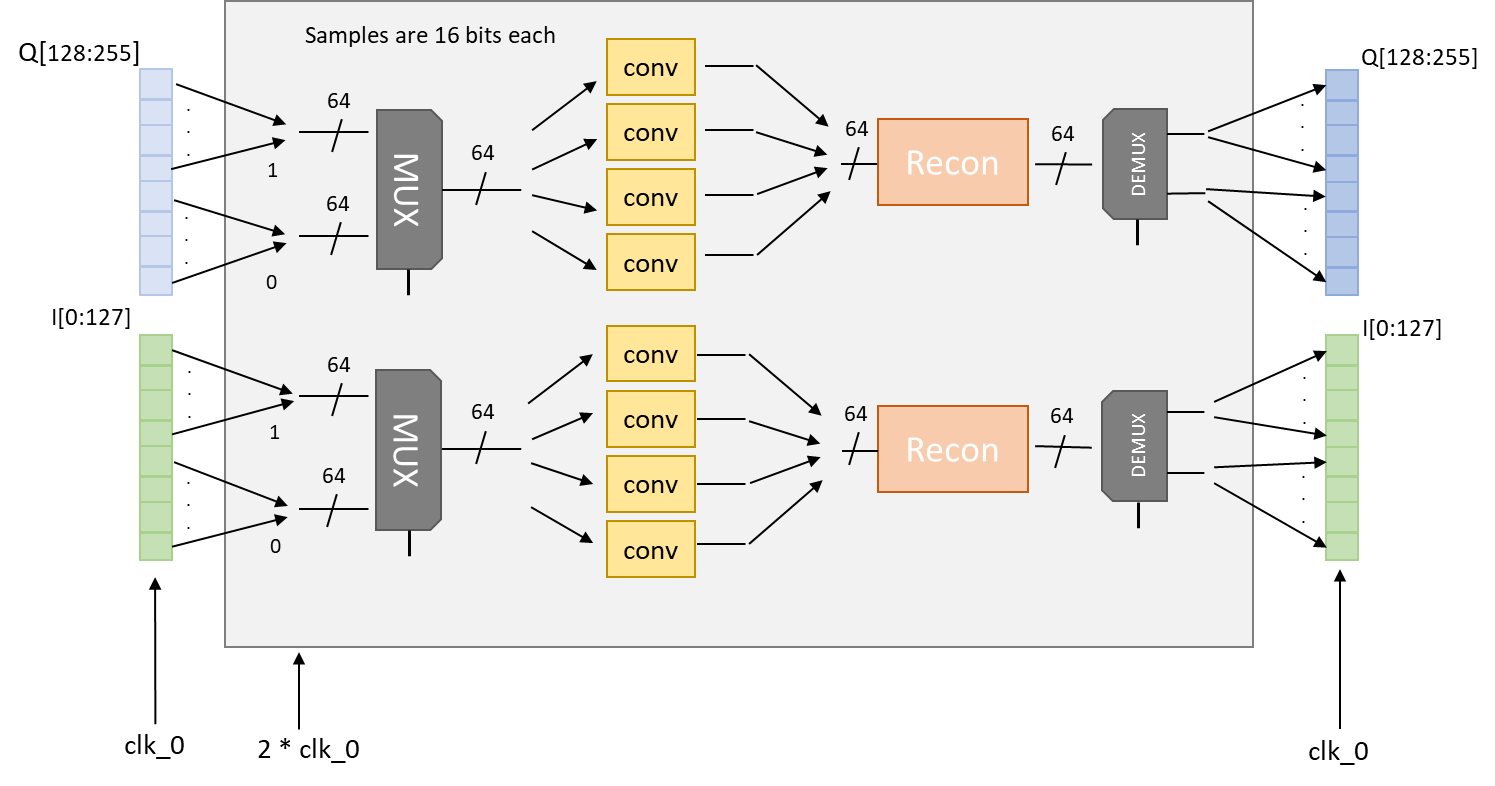 Samples are 16 bits each
Q[128:255]
Q[128:255]
64
1
64
0
MUX
64
conv
conv
conv
conv
64
Recon
64
DEMUX
I[0:127]
I[0:127]
64
1
64
0
MUX
64
conv
conv
conv
conv
64
Recon
64
DEMUX
clk_0
2 * clk_0
clk_0